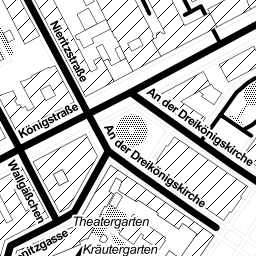 Nieritzstraße
An der Dreikönigskirche
Königstraße
An der Dreikönigskirche
Wallgäßchen
Theatergarten
nitzgasse
Kräutergarten